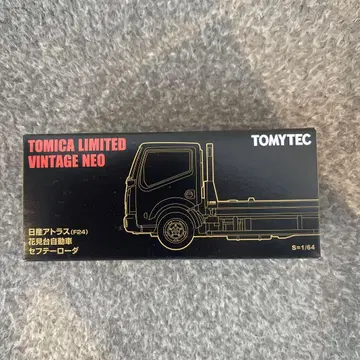 TOMICA LIMITED
VINTAGE NEO
TOMYTEC
日産アトラス(F24)
花見台自動車
セフテーローダ
S=1/64